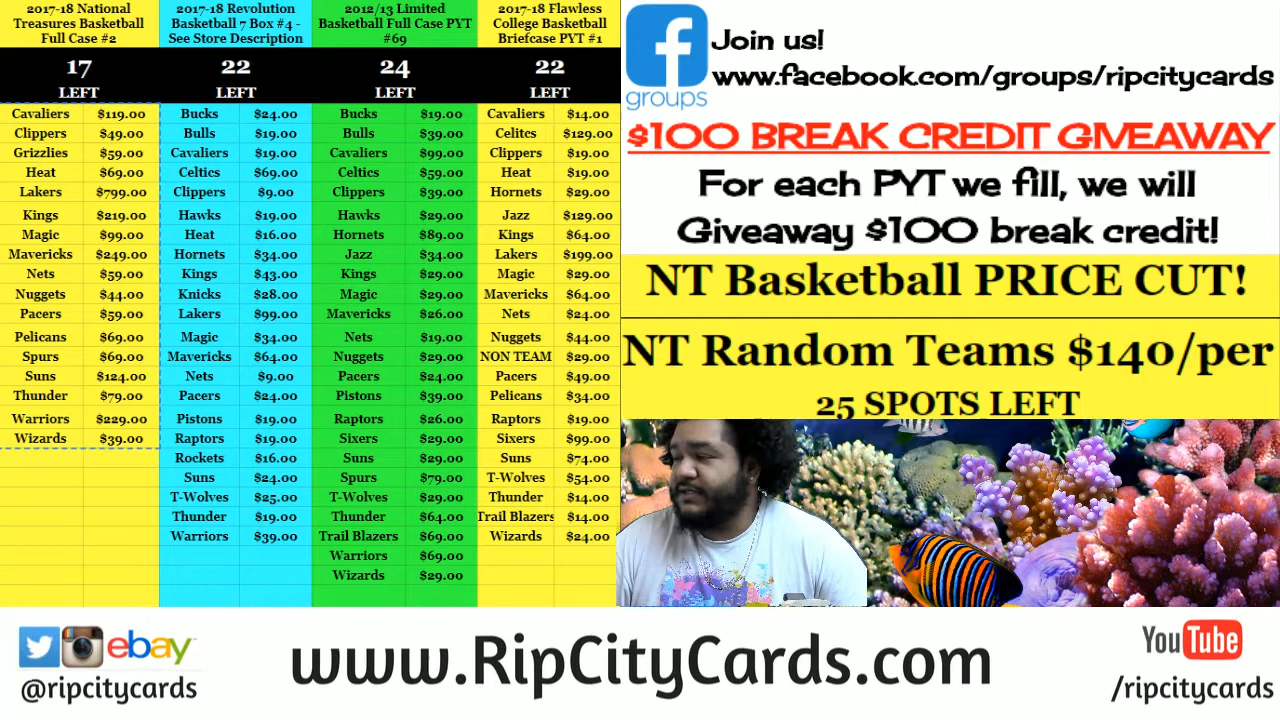 2017-18 National
Treasures Basketball
Full Case #2
17
LEFT
Cavaliers $119.00
Clippers $49.00
Grizzlies $59.00
Heat $69.00
Lakers $799.00
Kings $219.00
Magic $99.00
Mavericks $249.00
Nets $59.00
Nuggets $44.00
Pacers $59.00
Pelicans $69.00
Spurs $69.00
Suns $124.00
Thunder $79.00
Warriors $229.00
Wizards $39.00
2017-18 Revolution
Basketball 7 Box #4 -
See Store Description
22
LEFT
Bucks $24.00
Bulls $19.00
Cavaliers $19.00
Celtics $69.00
Clippers $9.00
Hawks $19.00
Heat $16.00
Hornets $34.00
Kings $43.00
Knicks $28.00
Lakers $99.00
Magic $34.00
Mavericks $64.00
Nets $9.00
Pacers $24.00
Pistons $19.00
Raptors $19.00
Rockets $16.00
Suns $24.00
T-Wolves $25.00
Thunder $19.00
Warriors $39.00
2012/13 Limited
Basketball Full Case PYT
#69
24
LEFT
Bucks $19.00
Bulls $39.00
Cavaliers $99.00
Celtics $59.00
Clippers $39.00
Hawks $29.00
Hornets $89.00
Jazz $34.00
Kings $29.00
Magic $29.00
Mavericks $26.00
Nets $19.00
Nuggets $29.00
Pacers $24.00
Pistons $39.00
Raptors $26.00
Sixers $29.00
Suns $29.00
Spurs $79.00
T-Wolves $29.00
Thunder $64.00
Trail Blazers $69.00
Warriors $69.00
Wizards $29.00
2017-18 Flawless
College Basketball
Briefcase PYT #1
22
LEFT
Cavaliers $14.00
Celitcs $129.00
Clippers $19.00
Heat $19.00
Hornets $29.00
Jazz $129.00
Kings $64.00
Lakers $199.00
Magic $29.00
Mavericks $64.00
Nets $24.00
Nuggets $44.00
NON TEAM $29.00
Pacers $49.00
Pelicans $34.00
Raptors $19.00
Sixers $99.00
Suns $74.00
T-Wolves $54.00
Thunder $14.00
Trail Blazers $14.00
Wizards $24.00
f
groups
Join us!
www.facebook.com/groups/ripcitycards
$100 BREAK CREDIT GIVEAWAY
For each PYT we fill, we will
Giveaway $100 break credit!
NT Basketball PRICE CUT!
NT Random Teams $140/per
25 SPOTS LEFT
ebay
@ripcitycards
www.RipCityCards.com
YouTube
/ripcitycards